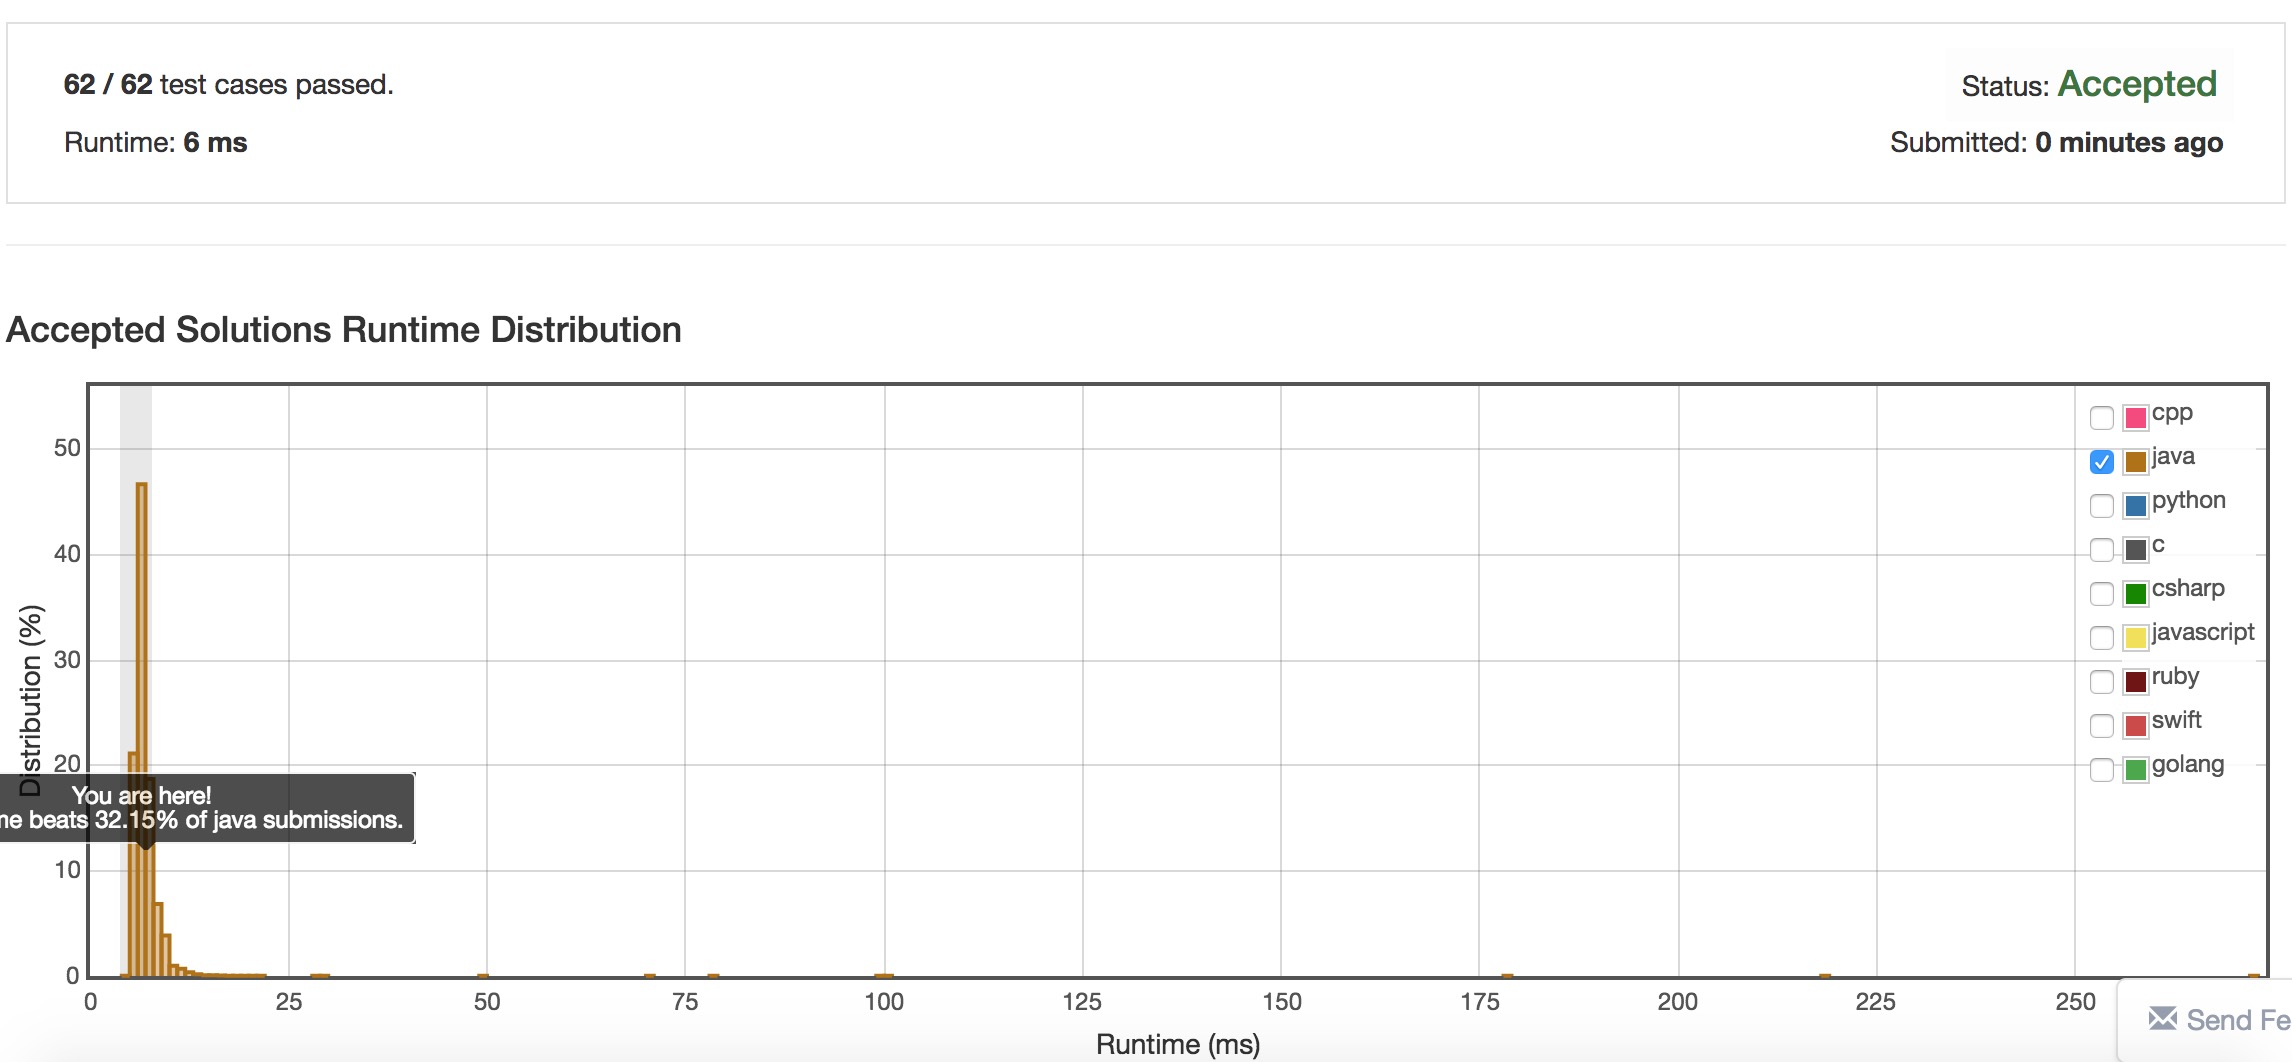 62 / 62 test cases passed.
Status: Accepted
Runtime: 6 ms
Submitted: 0 minutes ago
Accepted Solutions Runtime Distribution
cpp
java
python
c
csharp
javascript
ruby
swift
golang
50
40
30
20
10
0
Distribution (%)
You are here!
beats 32.15% of java submissions.
0 25 50 75 100 125 150 175 200 225 250
Runtime (ms)
Send